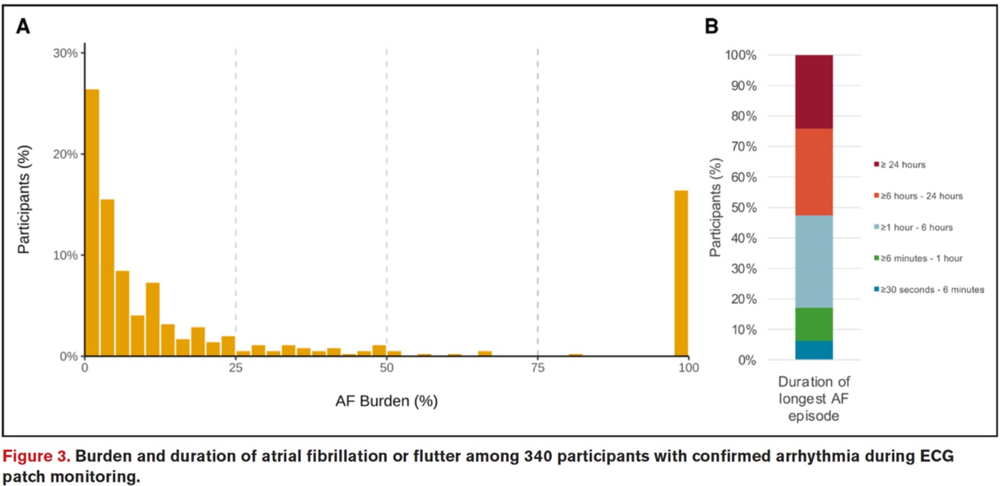 A
30%
20%
10%
0%
Participants (%)
0 25 50 75 100
AF Burden (%)
B
100%
90%
80%
70%
60%
50%
40%
30%
20%
10%
0%
Participants (%)
Duration of
longest AF
episode
≥ 24 hours
≥6 hours - 24 hours
≥1 hour - 6 hours
≥6 minutes - 1 hour
≥30 seconds - 6 minutes
Figure 3. Burden and duration of atrial fibrillation or flutter among 340 participants with confirmed arrhythmia during ECG
patch monitoring.